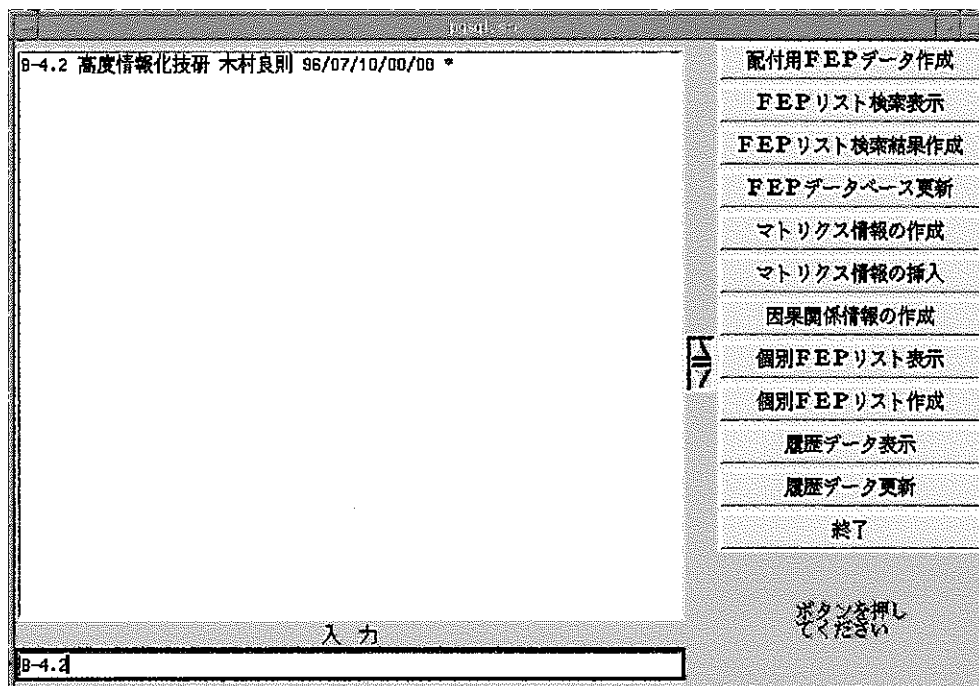 B-4.2 高度情報化技研 木村良則 96/07/10/00/00 *
入 力
B-4.2
配付用FEPデータ作成
FEPリスト検索表示
FEPリスト検索結果作成
FEPデータベース更新
マトリクス情報の作成
マトリクス情報の挿入
因果関係情報の作成
個別FEPリスト表示
個別FEPリスト作成
履歴データ表示
履歴データ更新
終了
ボタンを押し
てください